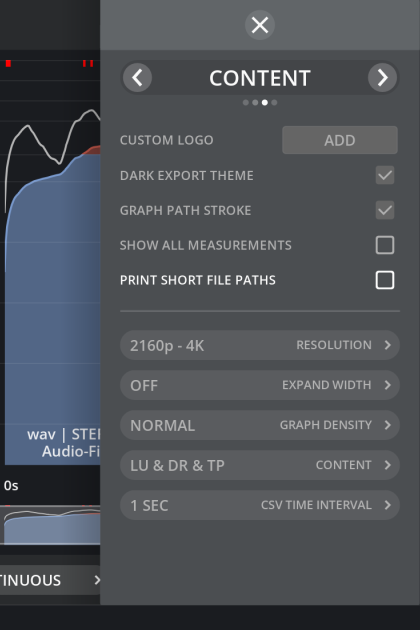 CONTENT
CUSTOM LOGO ADD
DARK EXPORT THEME
GRAPH PATH STROKE
SHOW ALL MEASUREMENTS
PRINT SHORT FILE PATHS
2160p - 4K RESOLUTION
OFF EXPAND WIDTH
NORMAL GRAPH DENSITY
LU & DR & TP CONTENT
1 SEC CSV TIME INTERVAL
wav | STEI
Audio-Fi
0s
TINUOUS